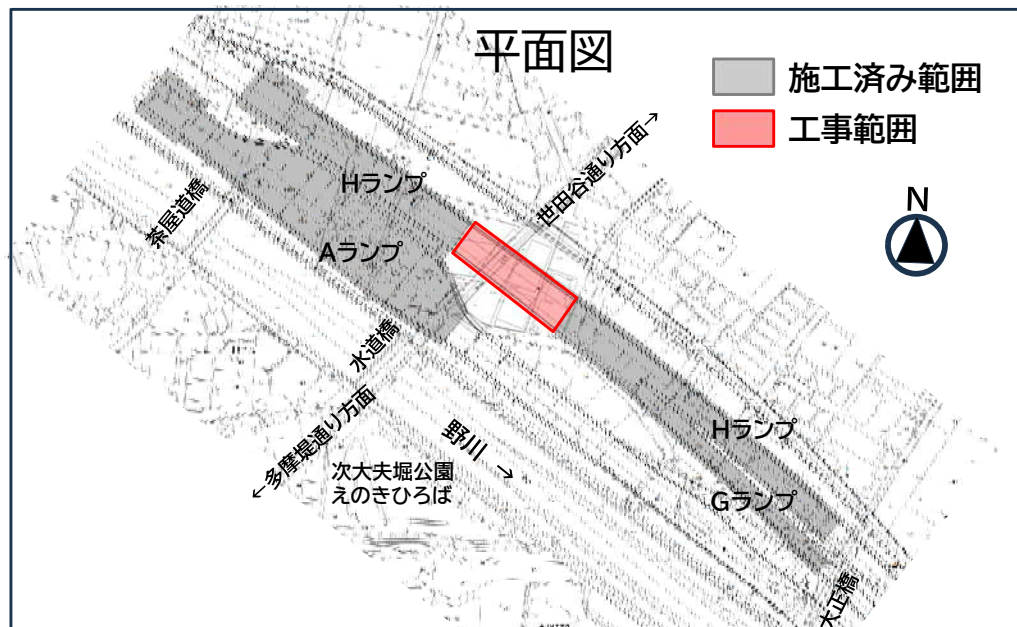 平面図
施工済み範囲
工事範囲
N
世田谷通り方面→
Hランプ
茶屋道橋
Aランプ
水道橋
←多摩堤通り方面
野川→
次大夫堀公園
えのきひろば
Hランプ
Gランプ
大正橋